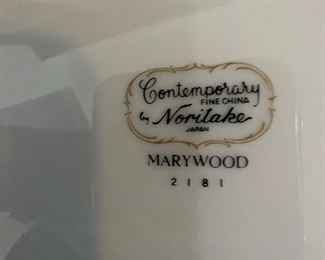 Contemporary
FINE CHINA
by Noritake
JAPAN
MARYWOOD
2181